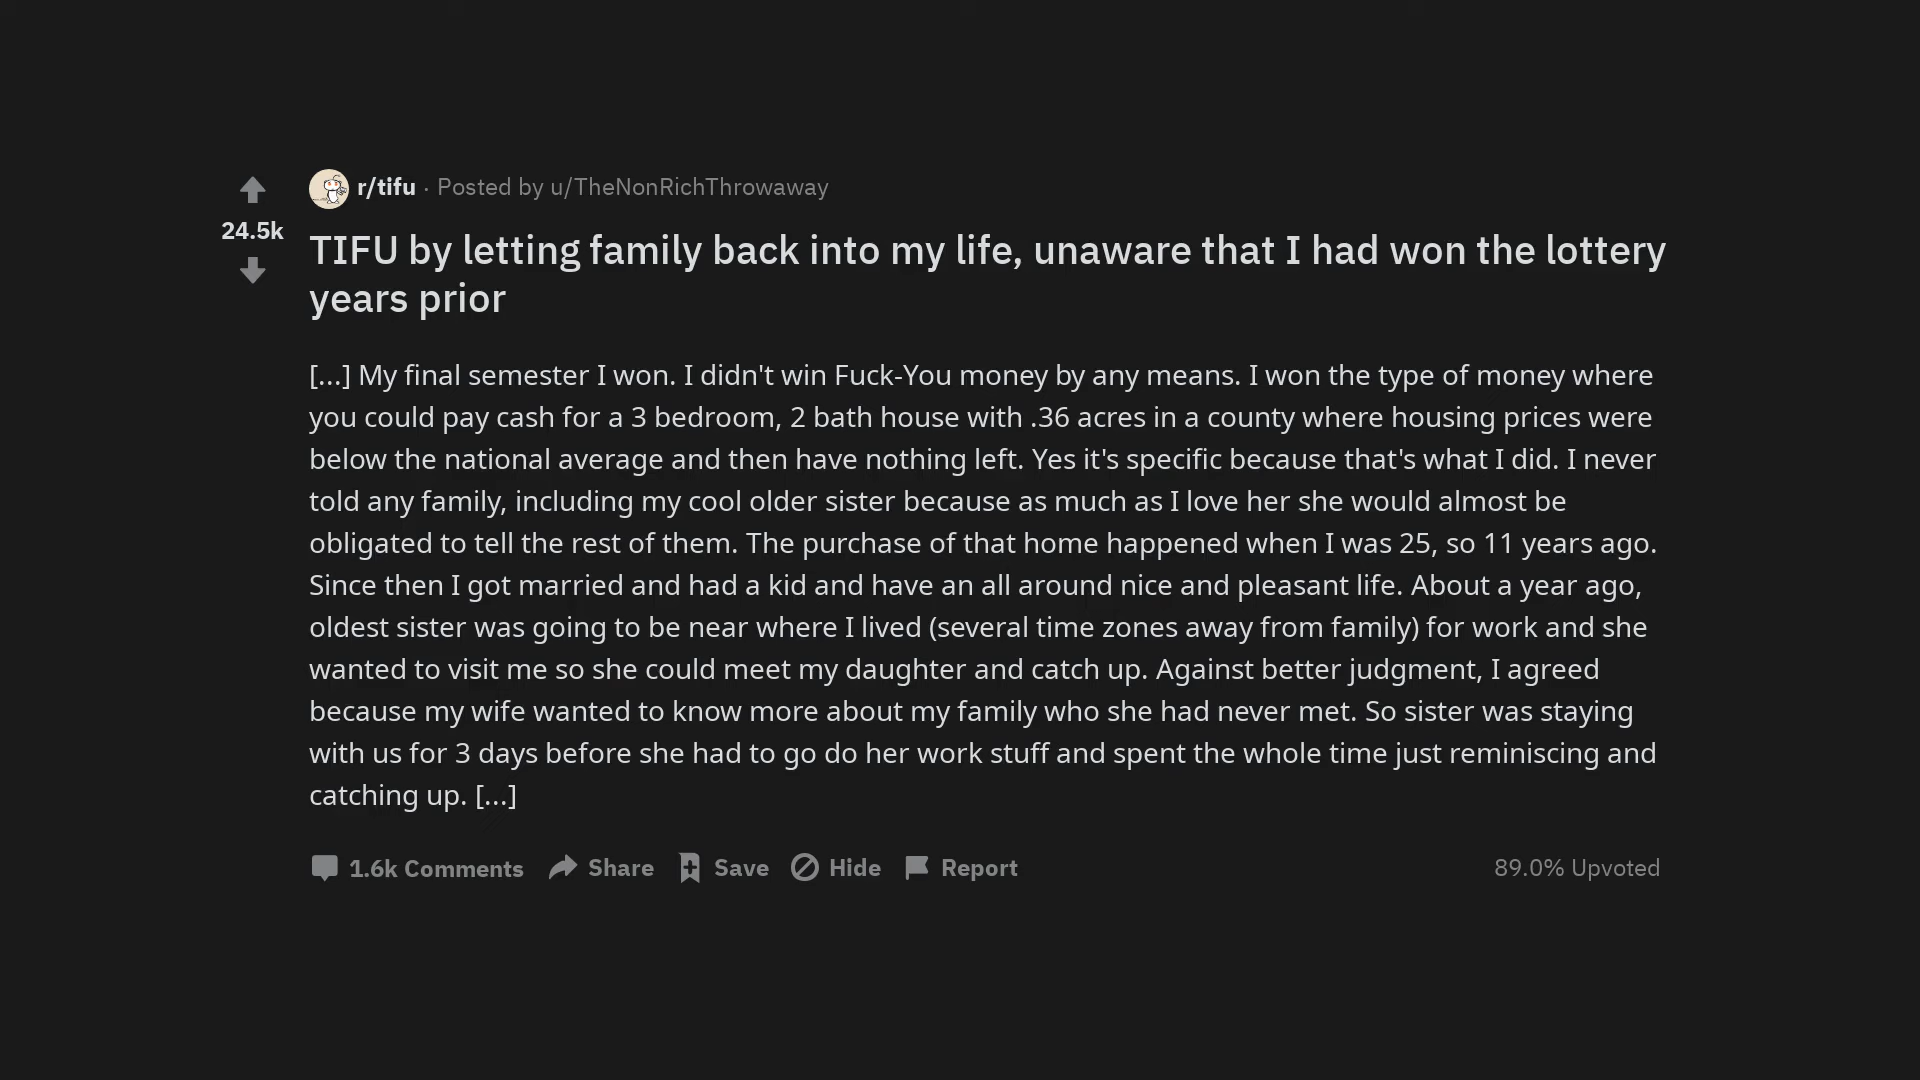 r/tifu · Posted by u/TheNonRichThrowaway
24.5k
TIFU by letting family back into my life, unaware that I had won the lottery
years prior
[...] My final semester I won. I didn't win Fuck-You money by any means. I won the type of money where
you could pay cash for a 3 bedroom, 2 bath house with .36 acres in a county where housing prices were
below the national average and then have nothing left. Yes it's specific because that's what I did. I never
told any family, including my cool older sister because as much as I love her she would almost be
obligated to tell the rest of them. The purchase of that home happened when I was 25, so 11 years ago.
Since then I got married and had a kid and have an all around nice and pleasant life. About a year ago,
oldest sister was going to be near where I lived (several time zones away from family) for work and she
wanted to visit me so she could meet my daughter and catch up. Against better judgment, I agreed
because my wife wanted to know more about my family who she had never met. So sister was staying
with us for 3 days before she had to go do her work stuff and spent the whole time just reminiscing and
catching up. [...]
1.6k Comments Share Save Hide Report 89.0% Upvoted